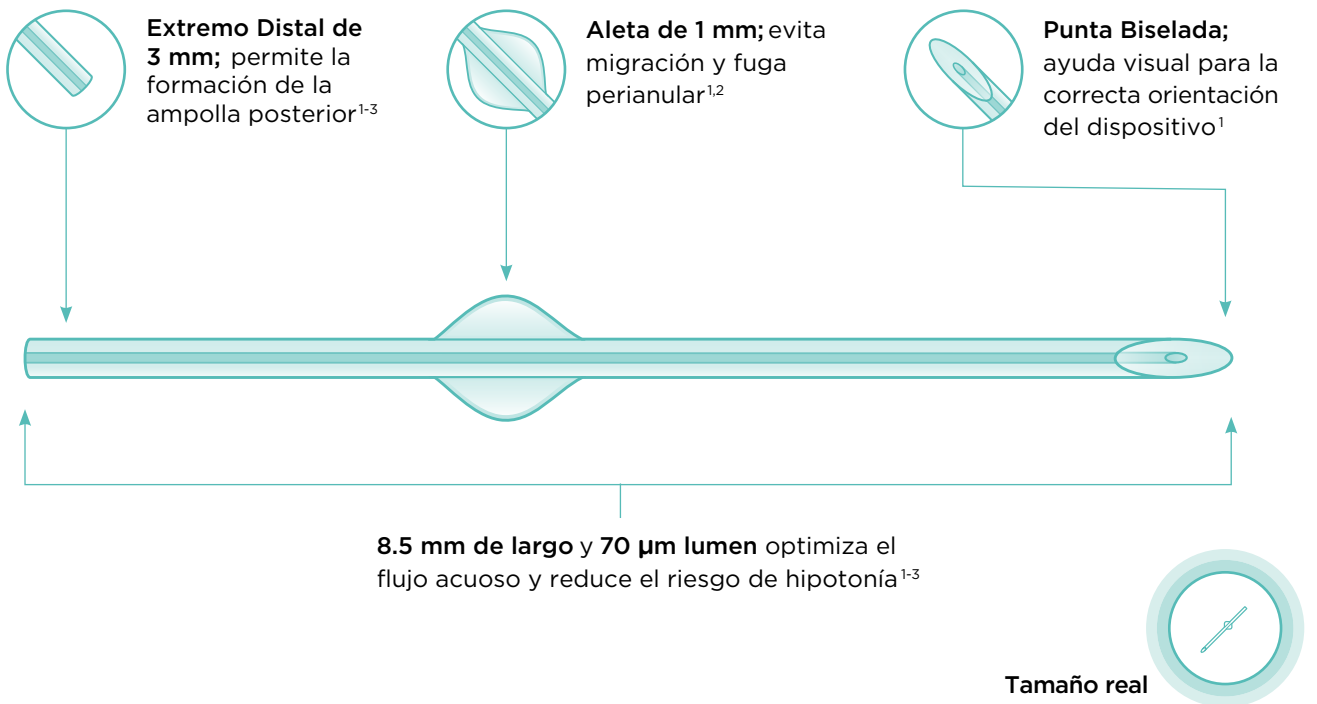 Extremo Distal de
3 mm; permite la
formación de la
ampolla posterior1-3
Aleta de 1 mm; evita
migración y fuga
perianular1,2
Punta Biselada;
ayuda visual para la
correcta orientación
del dispositivo1
8.5 mm de largo y 70 µm lumen optimiza el
flujo acuoso y reduce el riesgo de hipotonía1-3
Tamaño real